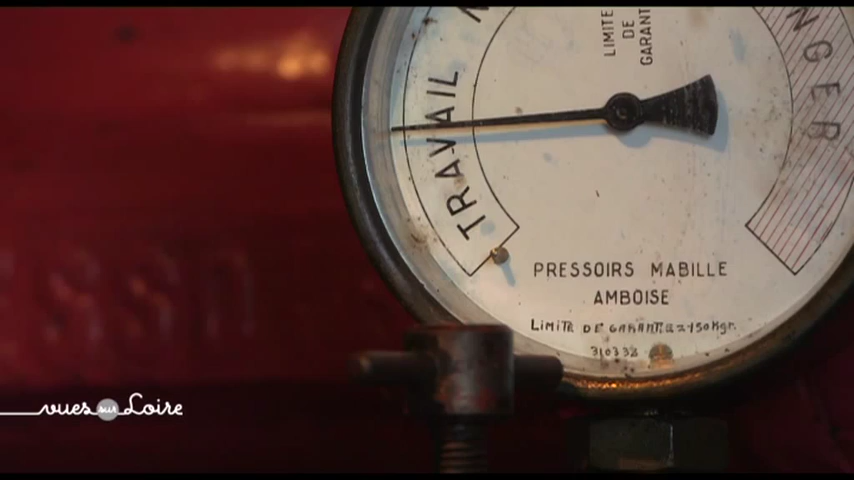 LIMITE
DE
GARANT
TRAVAIL
NGER
PRESSOIRS MABILLE
AMBOISE
LIMITE DE GARANTIE = 150 Kgr.
310338
vues sur Loire